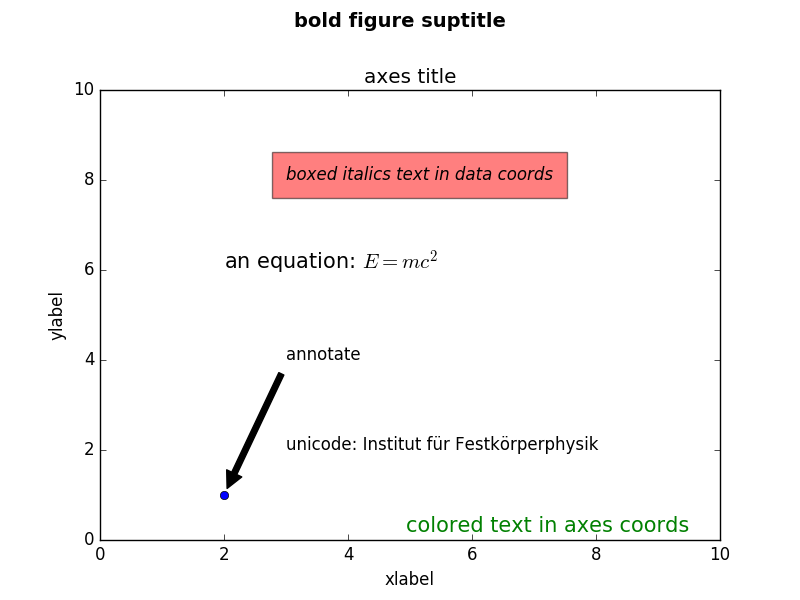 bold figure suptitle
axes title
10
boxed italics text in data coords
8
an equation: E = mc²
6
ylabel
annotate
4
unicode: Institut für Festkörperphysik
2
colored text in axes coords
0
0 2 4 6 8 10
xlabel